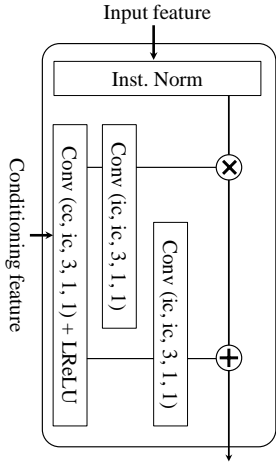 Input feature
Inst. Norm
Conditioning feature
Conv (cc, ic, 3, 1, 1) + LReLU
Conv (ic, ic, 3, 1, 1)
Conv (ic, ic, 3, 1, 1)